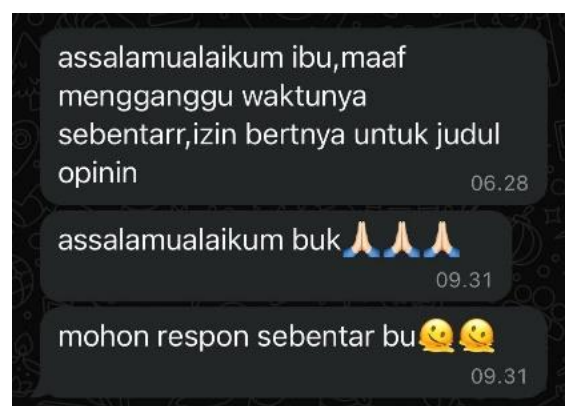 assalamualaikum ibu,maaf
mengganggu waktunya
sebentarr,izin bertnya untuk judul
opinin
06.28
assalamualaikum buk🙏🏻🙏🏻🙏🏻
09.31
mohon respon sebentar bu🫠🫠
09.31